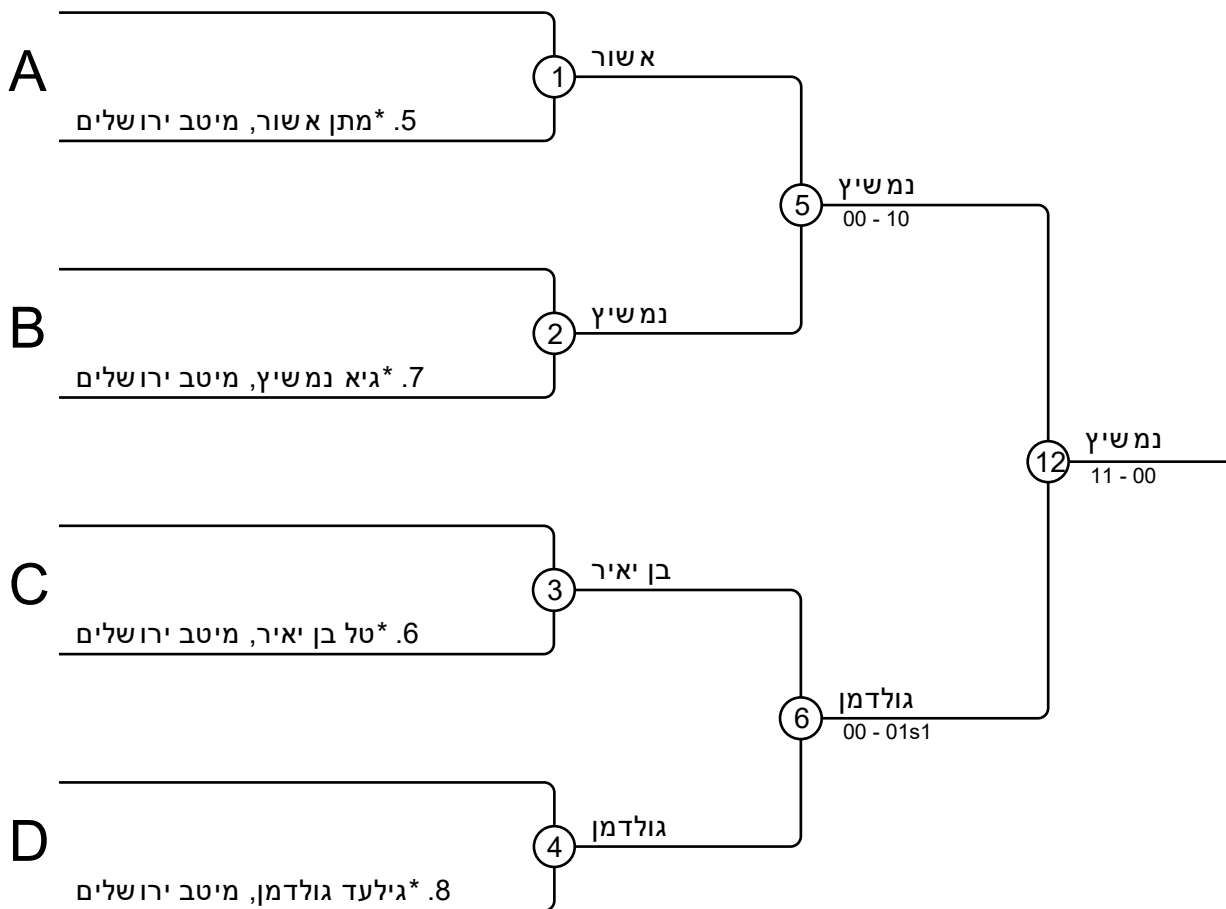 A
1
אשור
5. *מתן אשור, מיטב ירושלים
5
נמשיץ
00 - 10
B
2
נמשיץ
7. *גיא נמשיץ, מיטב ירושלים
12
נמשיץ
11 - 00
C
3
בן יאיר
6. *טל בן יאיר, מיטב ירושלים
6
גולדמן
00 - 01s1
D
4
גולדמן
8. *גילעד גולדמן, מיטב ירושלים